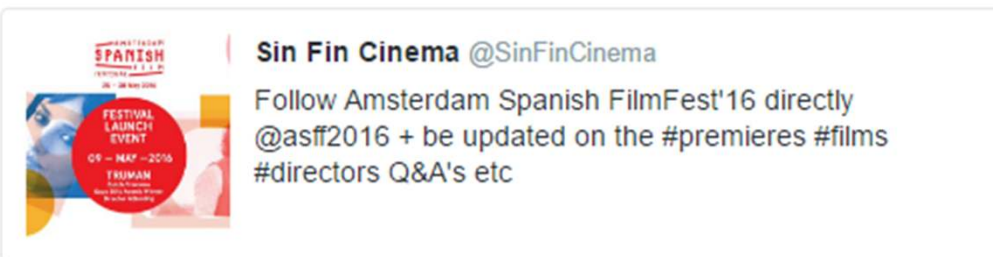 AMSTERDAM
SPANISH
FILM
FESTIVAL
Sin Fin Cinema @SinFinCinema
Follow Amsterdam Spanish FilmFest'16 directly
@asff2016 + be updated on the #premieres #films
#directors Q&A's etc
FESTIVAL
LAUNCH
EVENT
09 – MAY – 2016
TRUMAN